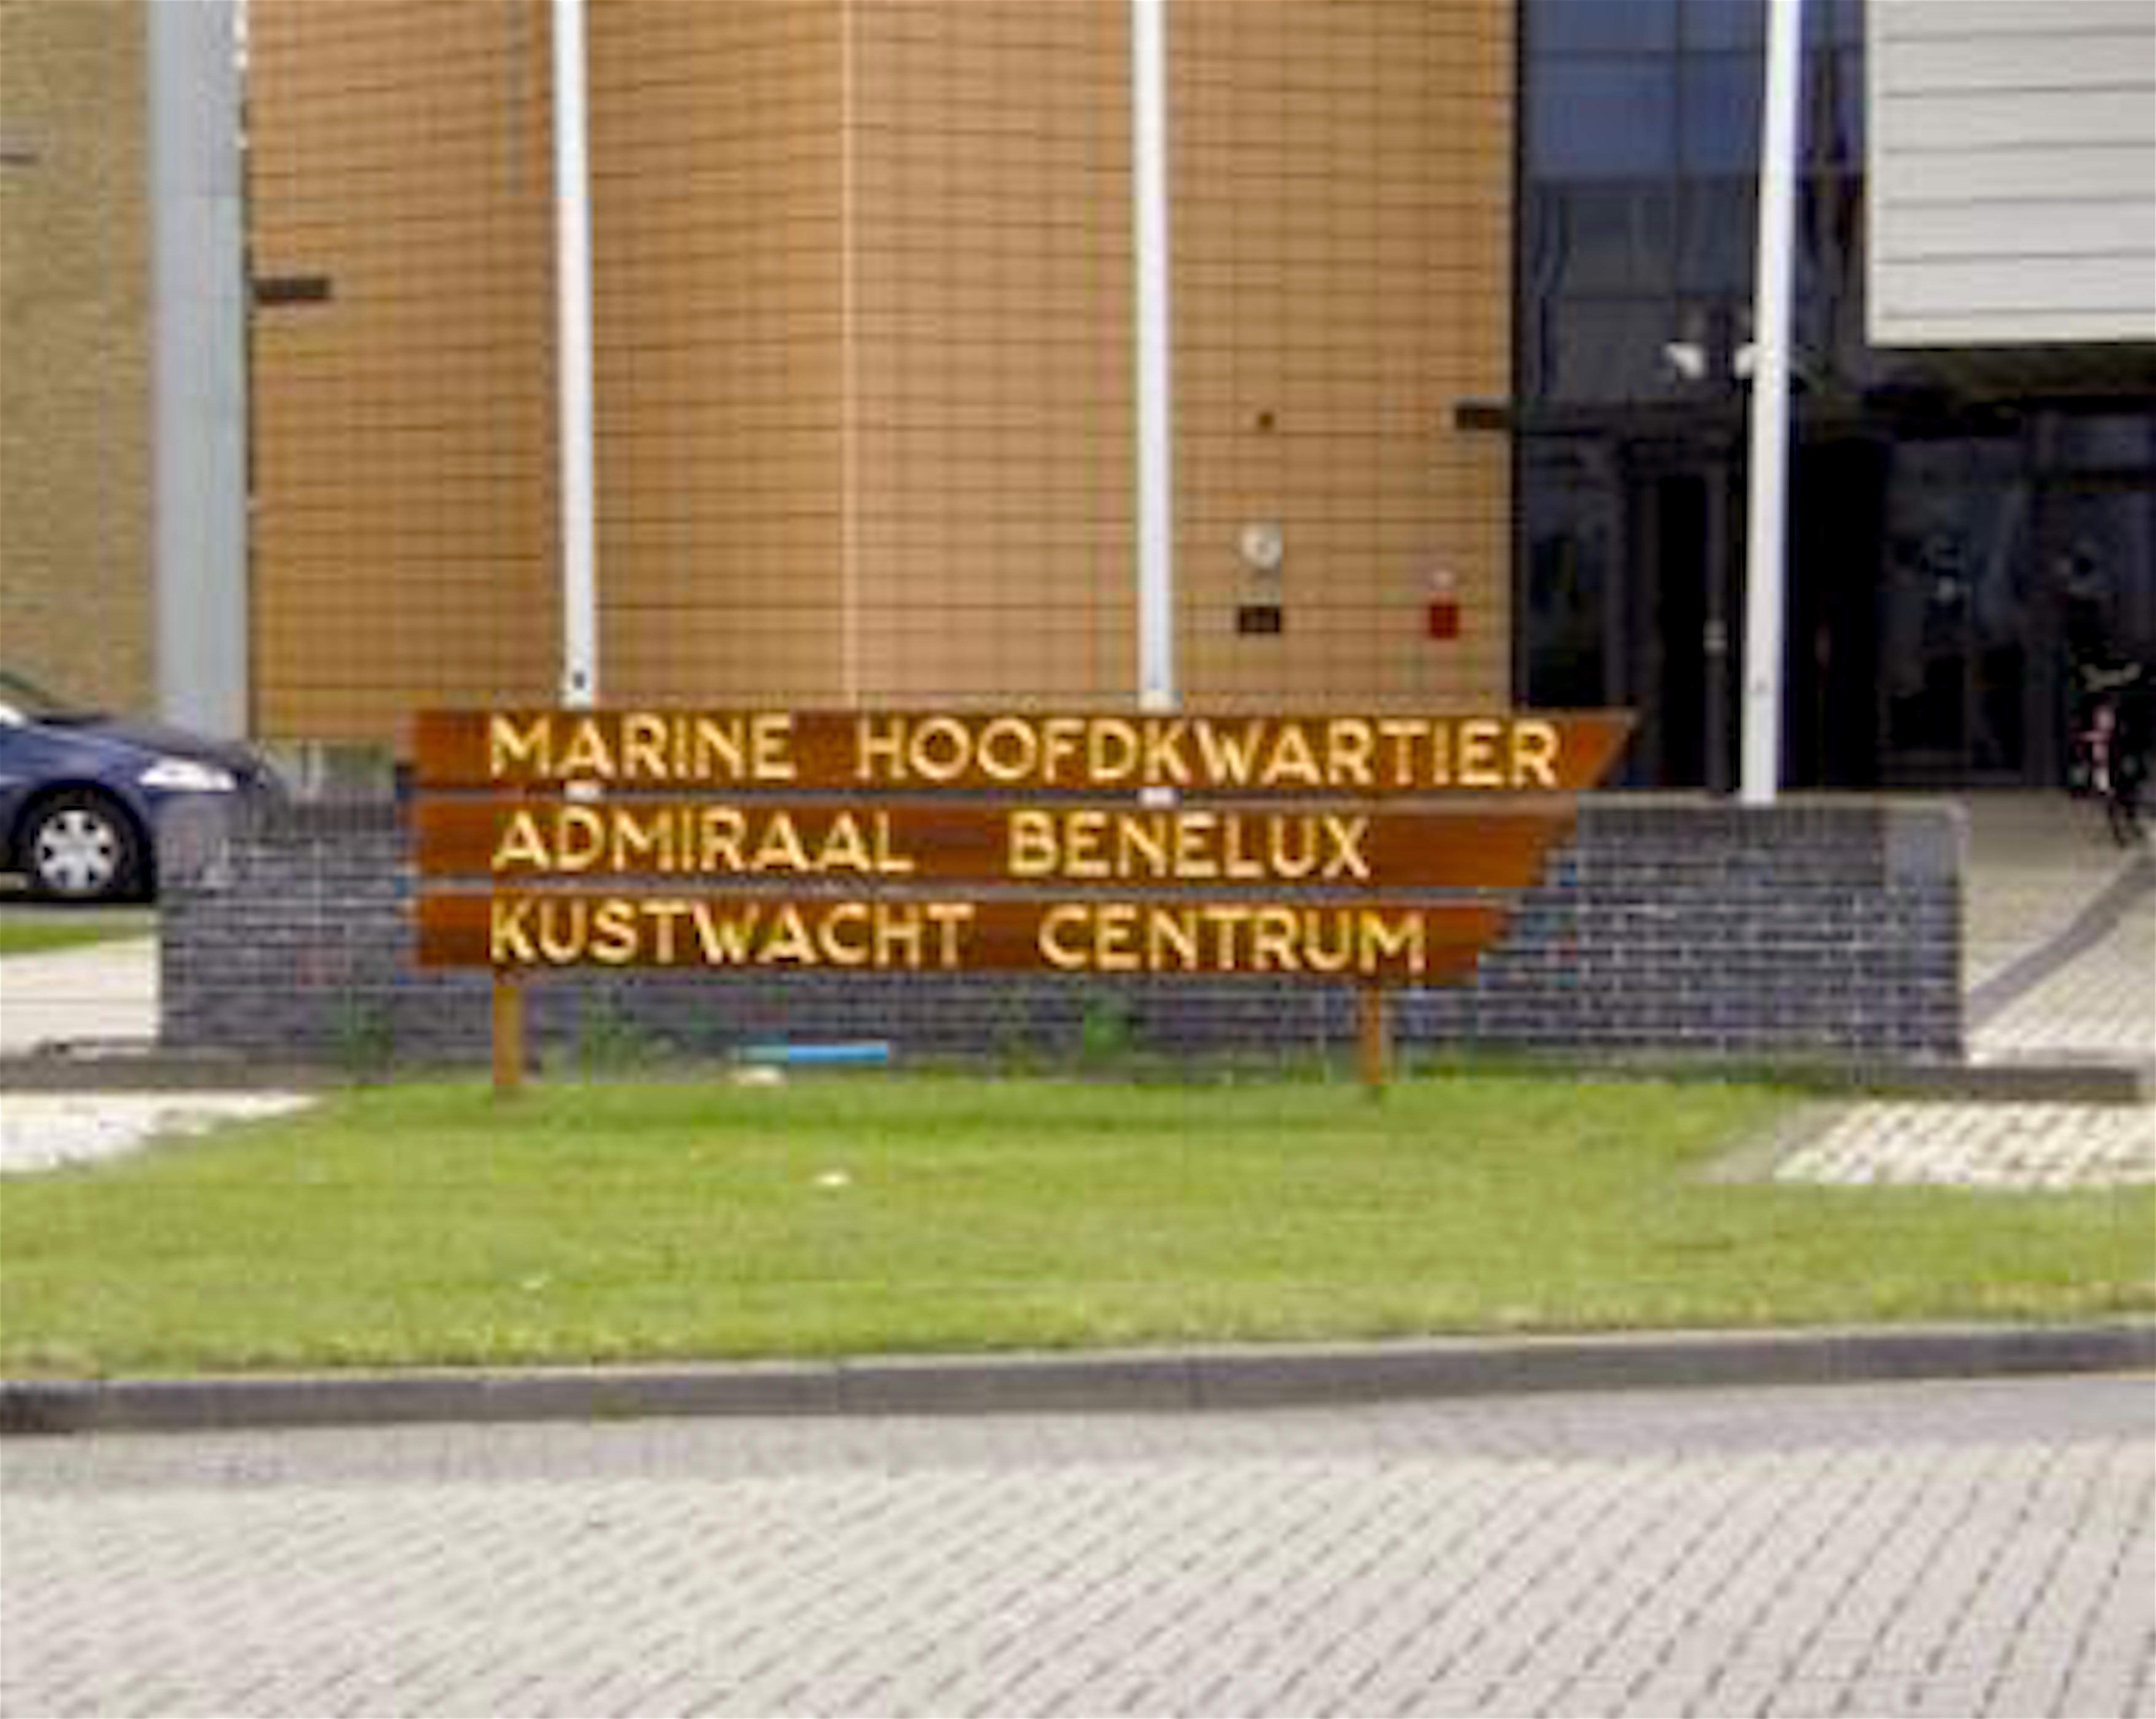 MARINE HOOFDKWARTIER
ADMIRAAL BENELUX
KUSTWACHT CENTRUM